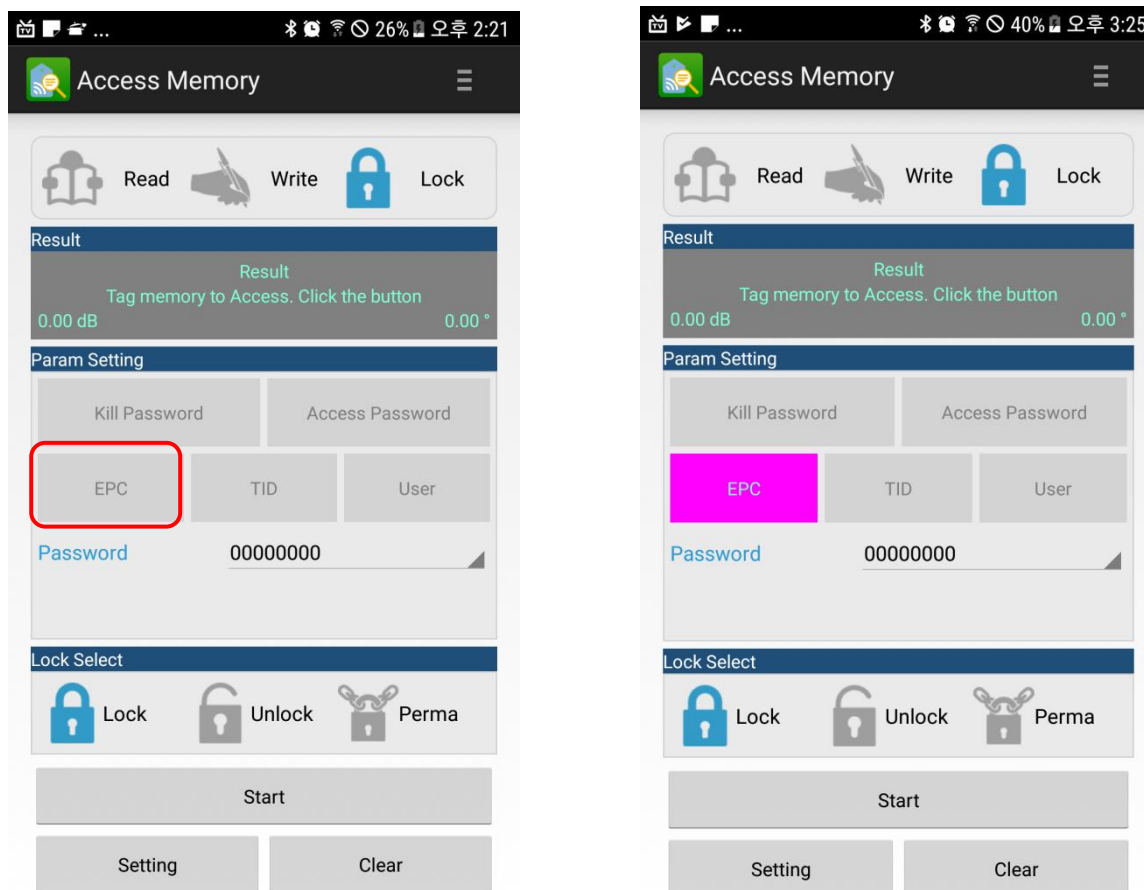 ... 26% 오후 2:21
Access Memory
Read Write Lock
Result
Result
Tag memory to Access. Click the button
0.00 dB 0.00 °
Param Setting
Kill Password Access Password
EPC TID User
Password 00000000
Lock Select
Lock Unlock Perma
Start
Setting Clear
... 40% 오후 3:25
Access Memory
Read Write Lock
Result
Result
Tag memory to Access. Click the button
0.00 dB 0.00 °
Param Setting
Kill Password Access Password
EPC TID User
Password 00000000
Lock Select
Lock Unlock Perma
Start
Setting Clear